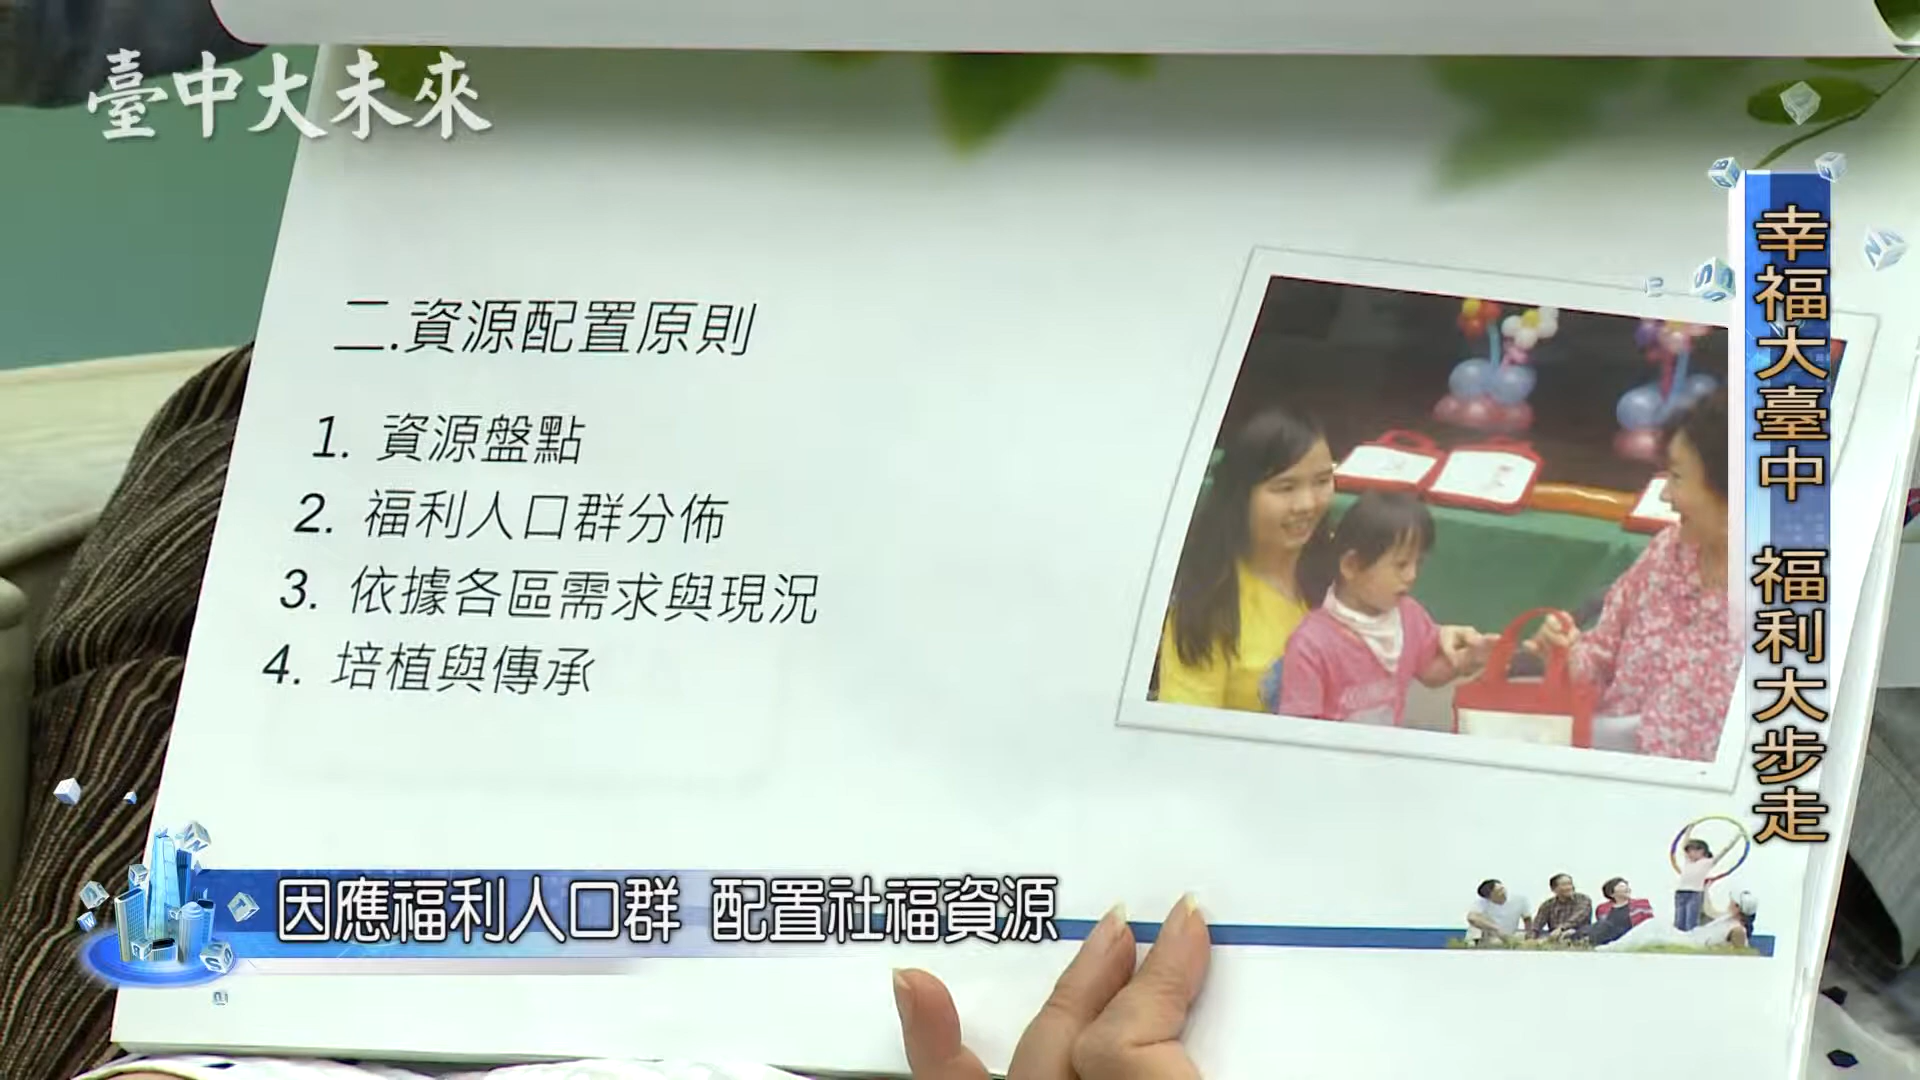 臺中大未來
二.資源配置原則
1. 資源盤點
2. 福利人口群分佈
3. 依據各區需求與現況
4. 培植與傳承
幸福大臺中 福利大步走
因應福利人口群 配置社福資源